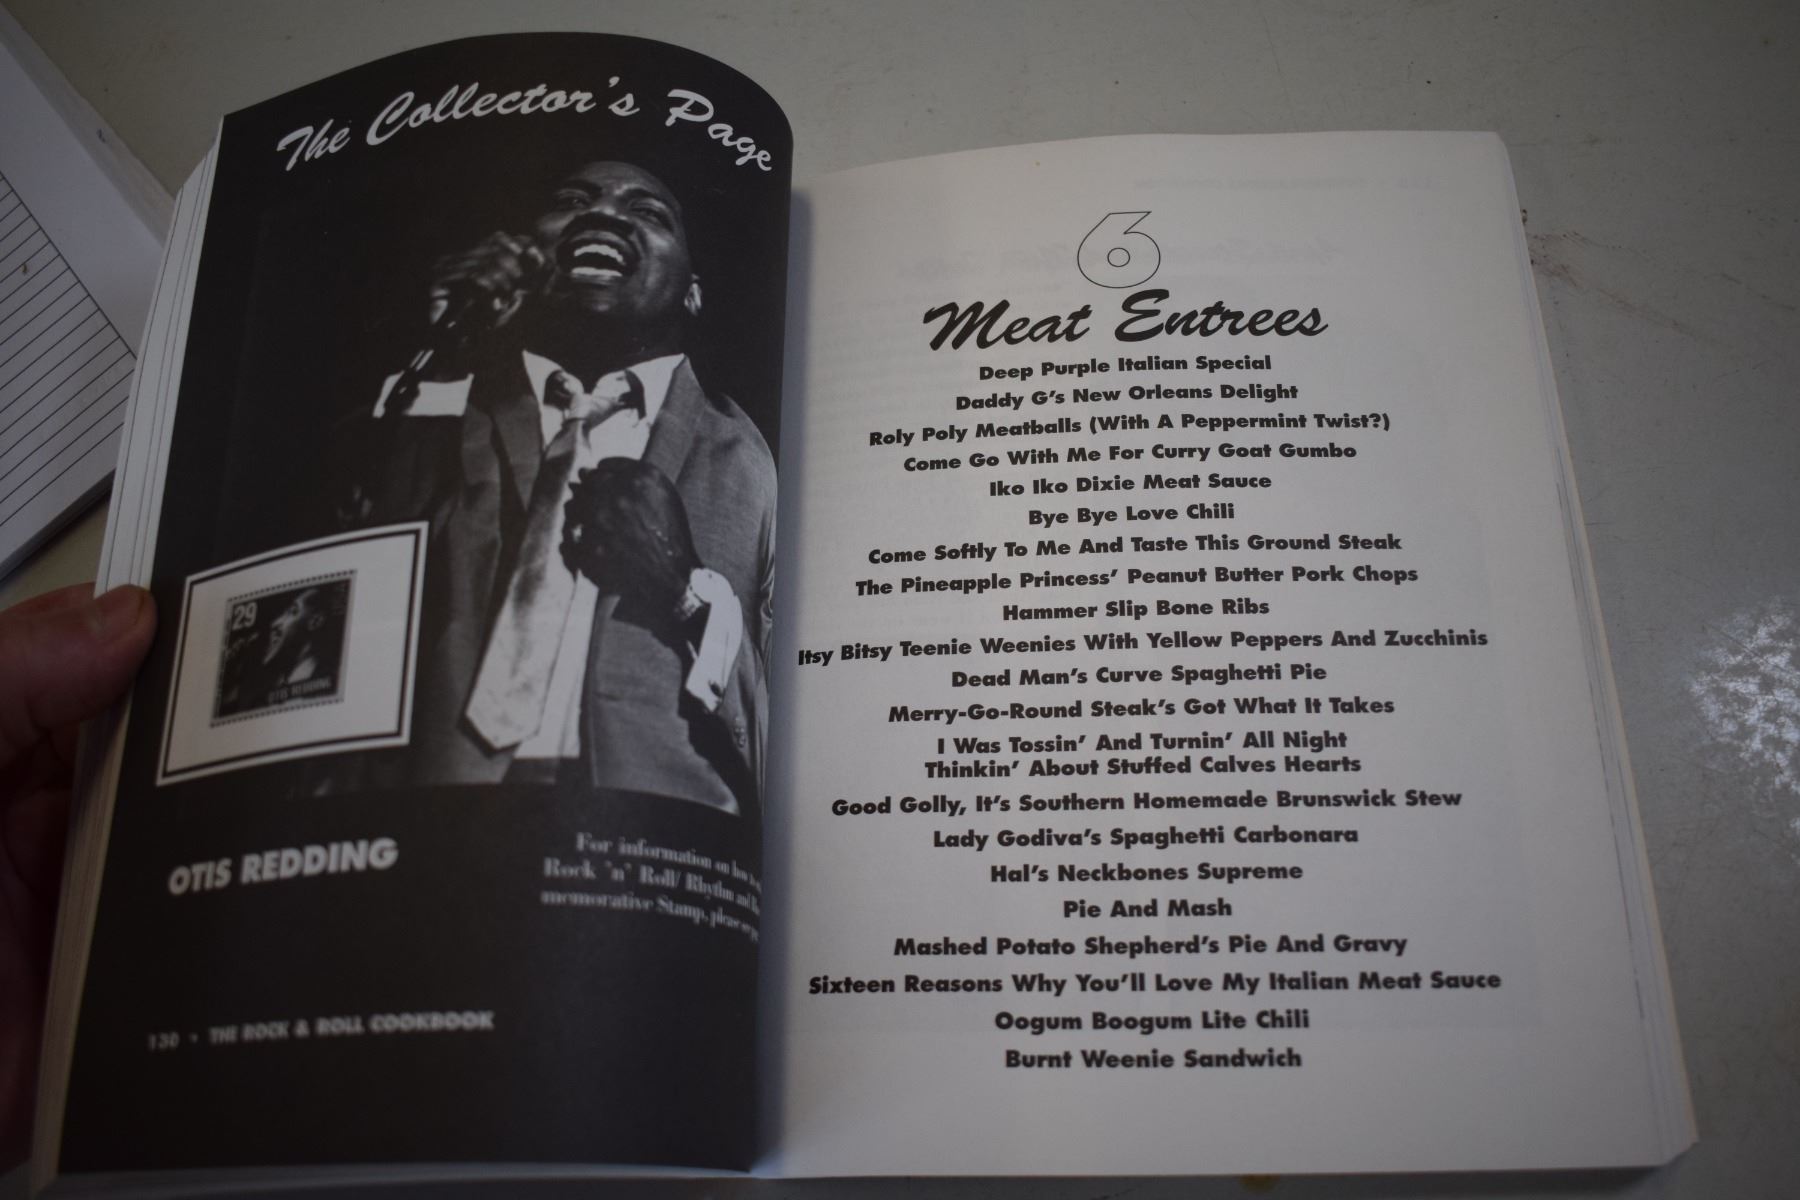 The Collector's Page
29
OTIS REDDING
OTIS REDDING
For information on how
Rock 'n' Roll/ Rhythm and
memorative Stamp, please
130 • THE ROCK & ROLL COOKBOOK
6
Meat Entrees
Deep Purple Italian Special
Daddy G's New Orleans Delight
Roly Poly Meatballs (With A Peppermint Twist?)
Come Go With Me For Curry Goat Gumbo
Iko Iko Dixie Meat Sauce
Bye Bye Love Chili
Come Softly To Me And Taste This Ground Steak
The Pineapple Princess' Peanut Butter Pork Chops
Hammer Slip Bone Ribs
Itsy Bitsy Teenie Weenies With Yellow Peppers And Zucchinis
Dead Man's Curve Spaghetti Pie
Merry-Go-Round Steak's Got What It Takes
I Was Tossin' And Turnin' All Night
Thinkin' About Stuffed Calves Hearts
Good Golly, It's Southern Homemade Brunswick Stew
Lady Godiva's Spaghetti Carbonara
Hal's Neckbones Supreme
Pie And Mash
Mashed Potato Shepherd's Pie And Gravy
Sixteen Reasons Why You'll Love My Italian Meat Sauce
Oogum Boogum Lite Chili
Burnt Weenie Sandwich